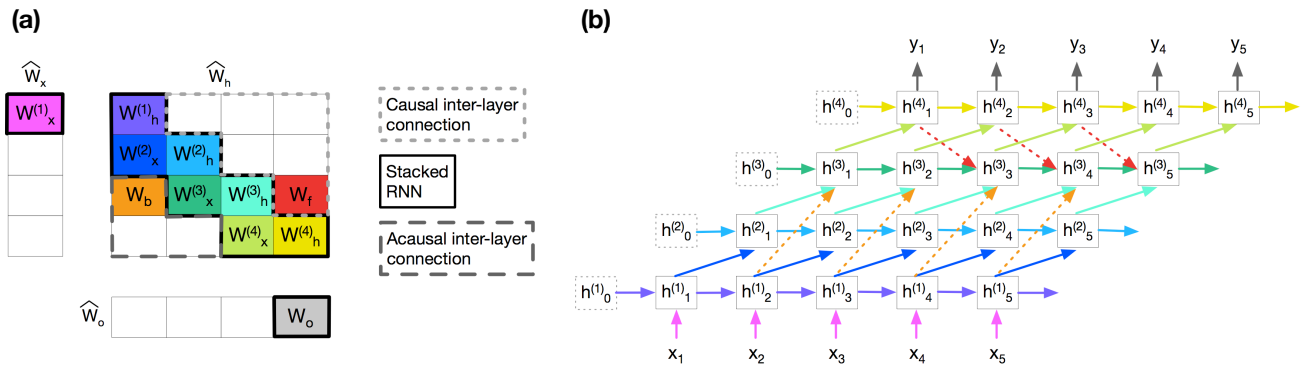 (a)
Ŵx
Ŵh
W⁽¹⁾x
W⁽¹⁾h
W⁽²⁾x W⁽²⁾h
Wb W⁽³⁾x W⁽³⁾h Wf
W⁽⁴⁾x W⁽⁴⁾h
Ŵo
Wo
Causal inter-layer
connection
Stacked
RNN
Acausal inter-layer
connection
(b)
y1 y2 y3 y4 y5
h⁽⁴⁾0 h⁽⁴⁾1 h⁽⁴⁾2 h⁽⁴⁾3 h⁽⁴⁾4 h⁽⁴⁾5
h⁽³⁾0 h⁽³⁾1 h⁽³⁾2 h⁽³⁾3 h⁽³⁾4 h⁽³⁾5
h⁽²⁾0 h⁽²⁾1 h⁽²⁾2 h⁽²⁾3 h⁽²⁾4 h⁽²⁾5
h⁽¹⁾0 h⁽¹⁾1 h⁽¹⁾2 h⁽¹⁾3 h⁽¹⁾4 h⁽¹⁾5
x1 x2 x3 x4 x5